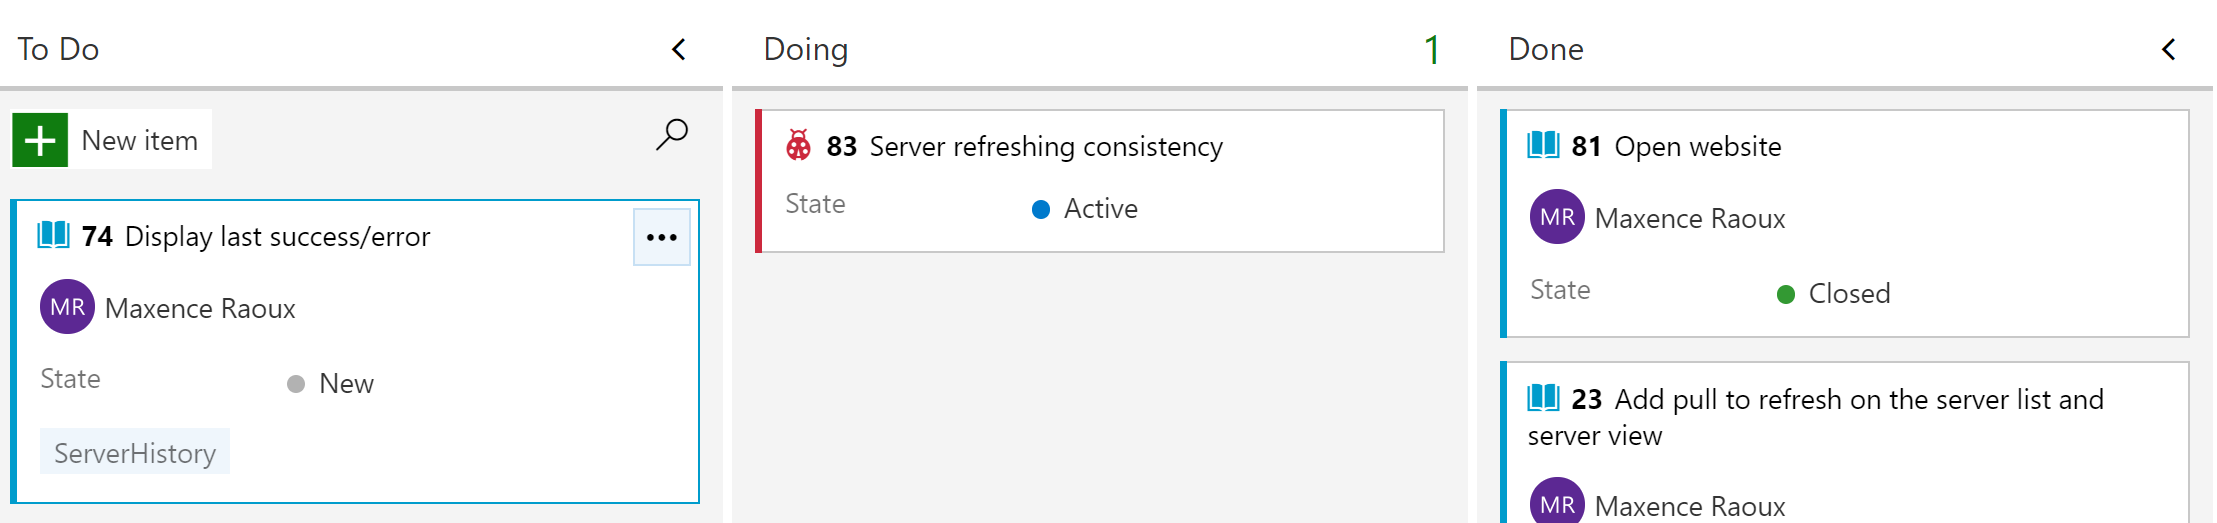 To Do
New item
74 Display last success/error
MR Maxence Raoux
State New
ServerHistory
Doing 1
83 Server refreshing consistency
State Active
Done
81 Open website
MR Maxence Raoux
State Closed
23 Add pull to refresh on the server list and
server view
MR Maxence Raoux